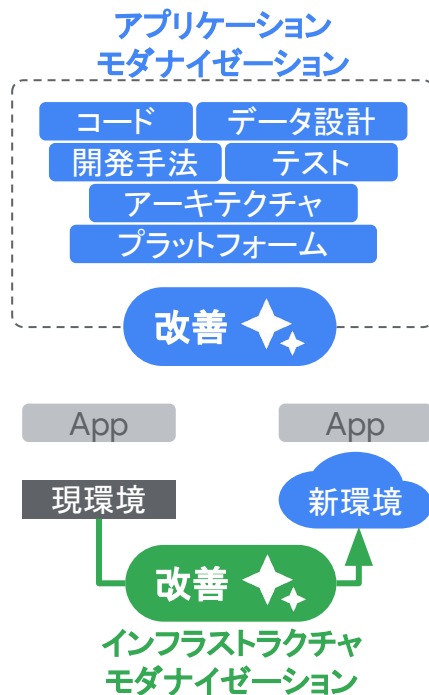 アプリケーション
モダナイゼーション
コード データ設計
開発手法 テスト
アーキテクチャ
プラットフォーム
改善
App App
現環境 新環境
改善
インフラストラクチャ
モダナイゼーション